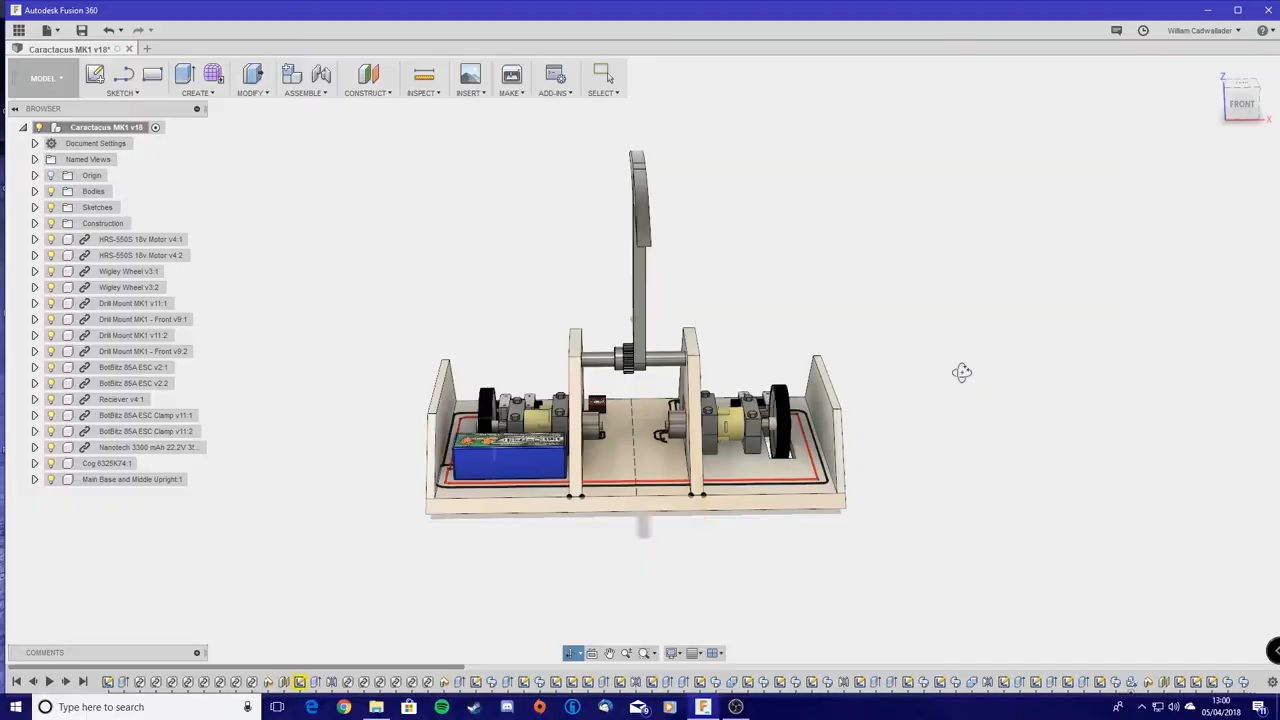 Autodesk Fusion 360
William Cadwallader
Caractacus MK1 v18*
MODEL
SKETCH
CREATE
MODIFY
ASSEMBLE
CONSTRUCT
INSPECT
INSERT
MAKE
ADD-INS
SELECT
Z
FRONT
X
BROWSER
Caractacus MK1 v18
Document Settings
Named Views
Origin
Bodies
Sketches
Construction
HRS-550S 18v Motor v4:1
HRS-550S 18v Motor v4:2
Wigley Wheel v3:1
Wigley Wheel v3:2
Drill Mount MK1 v11:1
Drill Mount MK1 - Front v9:1
Drill Mount MK1 v11:2
Drill Mount MK1 - Front v9:2
BotBitz 85A ESC v2:1
BotBitz 85A ESC v2:2
Reciever v4:1
BotBitz 85A ESC Clamp v11:1
BotBitz 85A ESC Clamp v11:2
Nanotech 3300 mAh 22.2V 3!...
Cog 6325K74:1
Main Base and Middle Upright:1
COMMENTS
Type here to search
13:00
05/04/2018